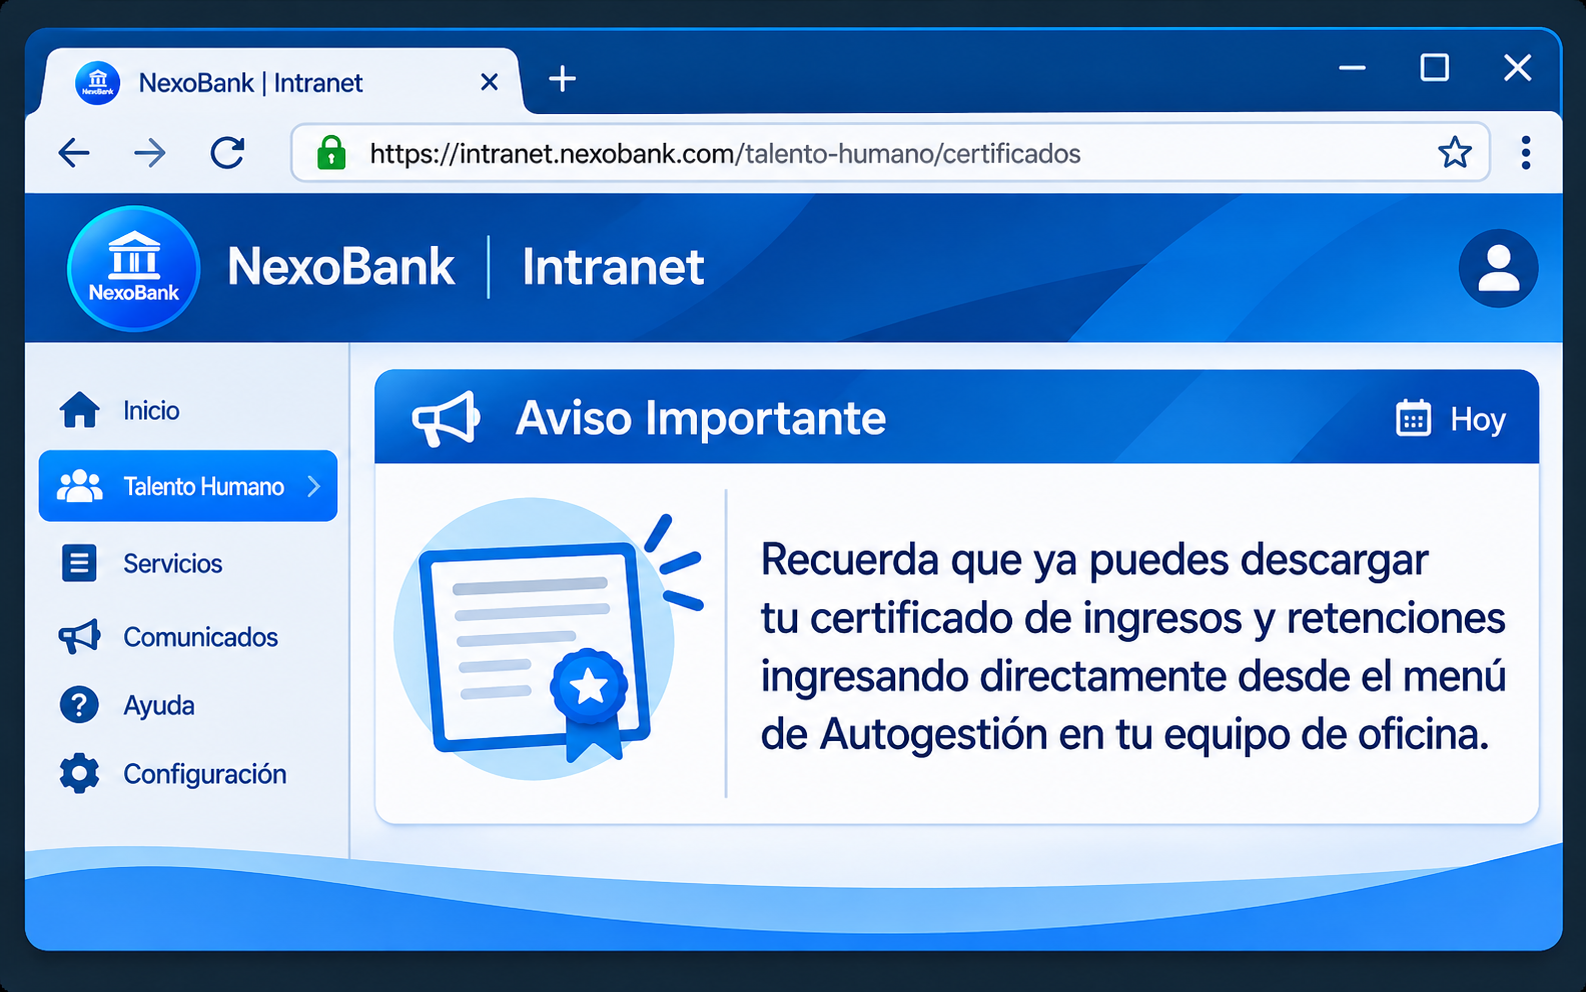 NexoBank
NexoBank | Intranet
https://intranet.nexobank.com/talento-humano/certificados
NexoBank
NexoBank | Intranet
Inicio
Talento Humano
Servicios
Comunicados
Ayuda
Configuración
Aviso Importante
Hoy
Recuerda que ya puedes descargar
tu certificado de ingresos y retenciones
ingresando directamente desde el menú
de Autogestión en tu equipo de oficina.